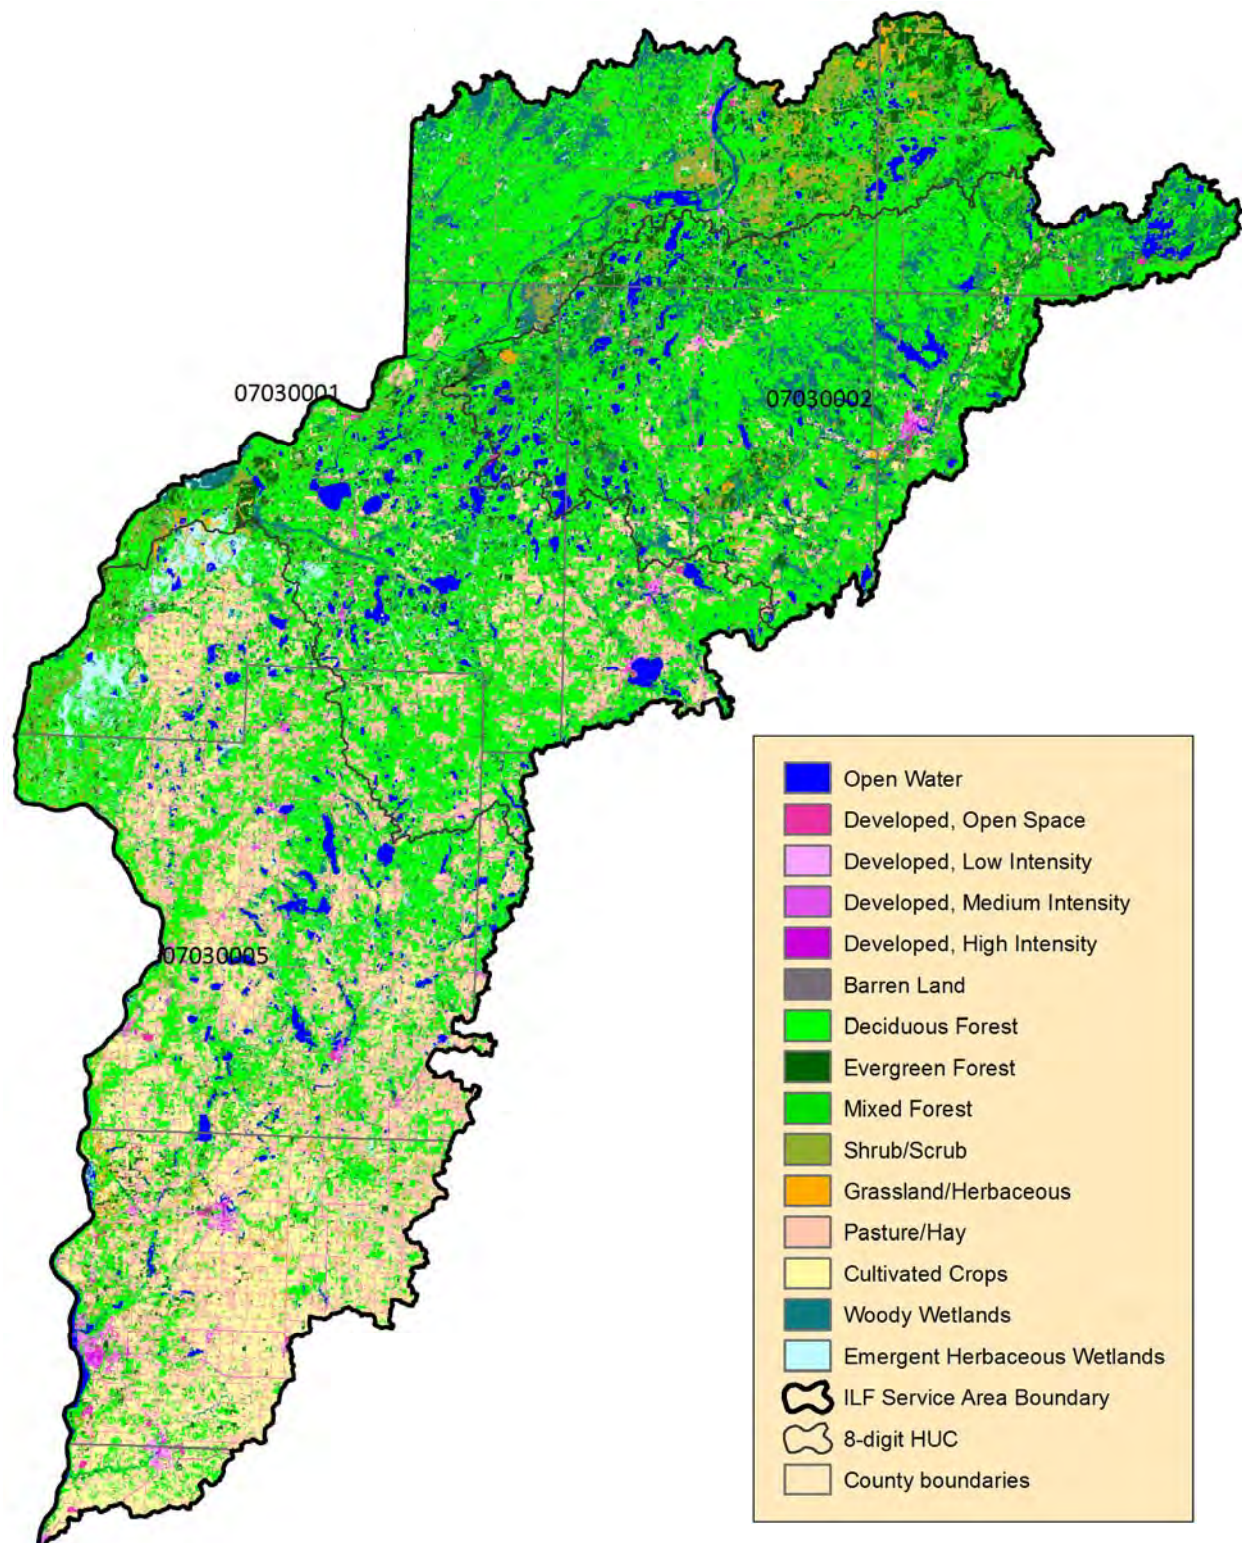 07030001
07030002
07030005
Open Water
Developed, Open Space
Developed, Low Intensity
Developed, Medium Intensity
Developed, High Intensity
Barren Land
Deciduous Forest
Evergreen Forest
Mixed Forest
Shrub/Scrub
Grassland/Herbaceous
Pasture/Hay
Cultivated Crops
Woody Wetlands
Emergent Herbaceous Wetlands
ILF Service Area Boundary
8-digit HUC
County boundaries